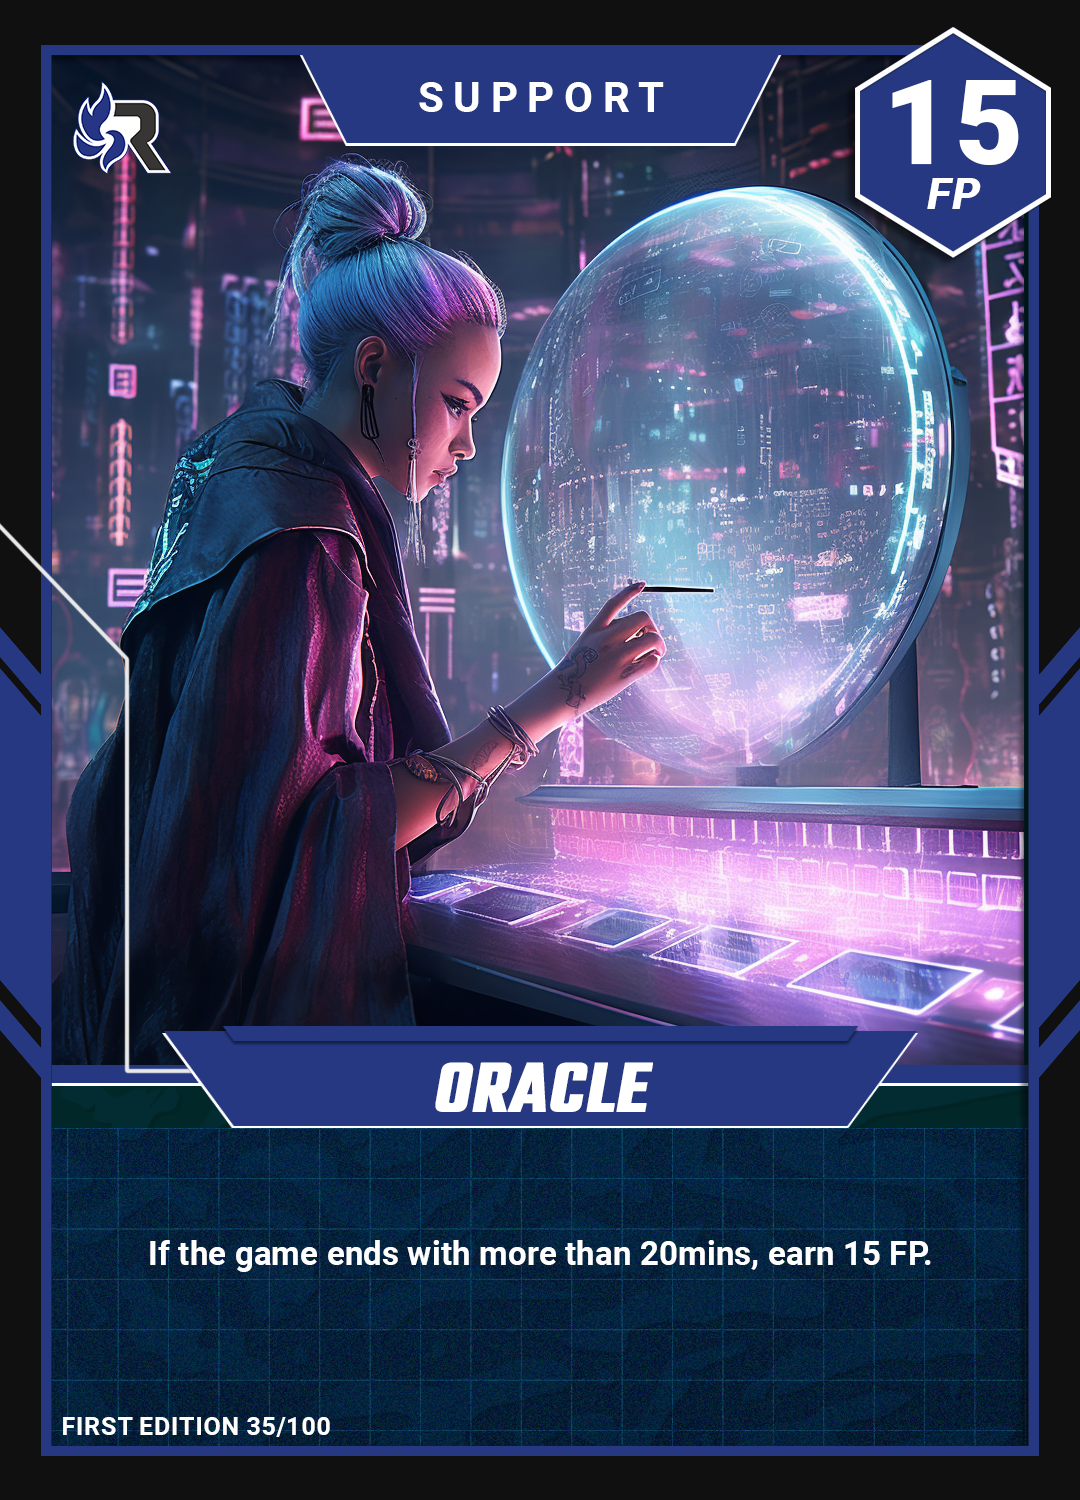 SUPPORT
15
FP
R
ORACLE
If the game ends with more than 20mins, earn 15 FP.
FIRST EDITION 35/100